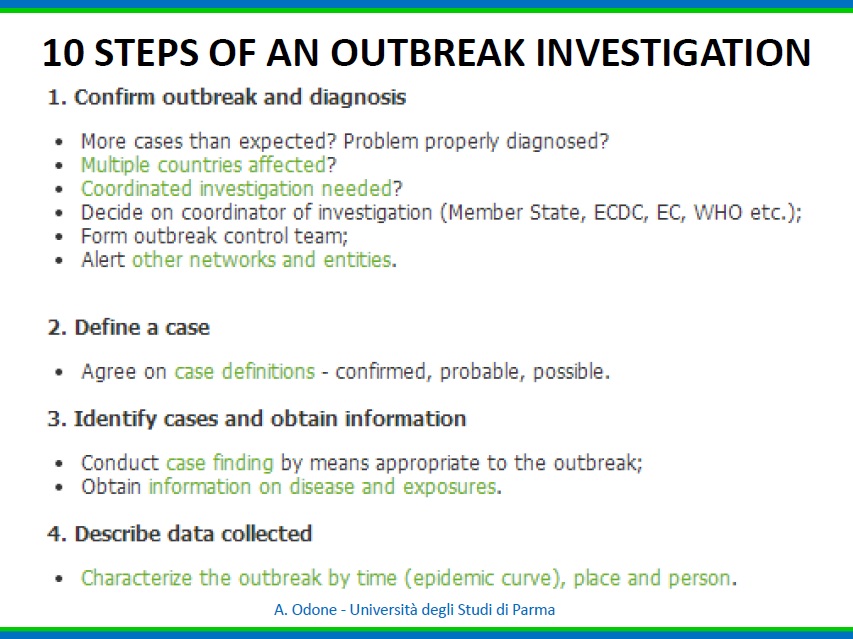 10 STEPS OF AN OUTBREAK INVESTIGATION
1. Confirm outbreak and diagnosis
• More cases than expected? Problem properly diagnosed?
• Multiple countries affected?
• Coordinated investigation needed?
• Decide on coordinator of investigation (Member State, ECDC, EC, WHO etc.);
• Form outbreak control team;
• Alert other networks and entities.
2. Define a case
• Agree on case definitions - confirmed, probable, possible.
3. Identify cases and obtain information
• Conduct case finding by means appropriate to the outbreak;
• Obtain information on disease and exposures.
4. Describe data collected
• Characterize the outbreak by time (epidemic curve), place and person.
A. Odone - Università degli Studi di Parma